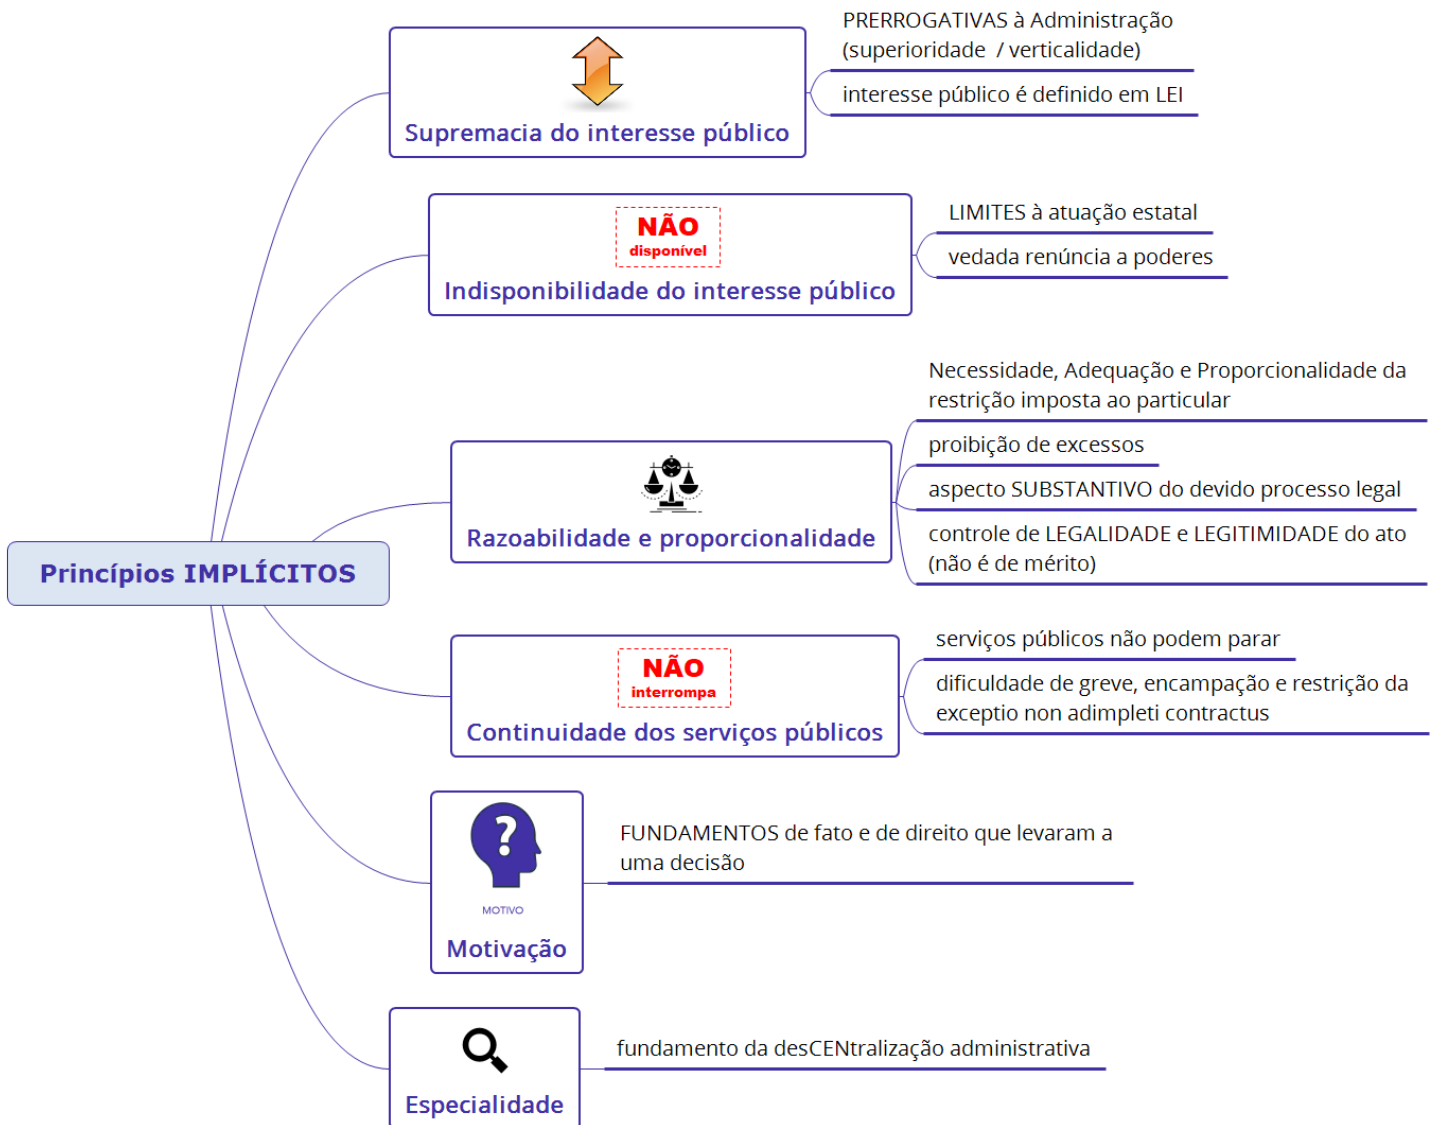 PRERROGATIVAS à Administração
(superioridade / verticalidade)
interesse público é definido em LEI
Supremacia do interesse público
NÃO
disponível
Indisponibilidade do interesse público
LIMITES à atuação estatal
vedada renúncia a poderes
Necessidade, Adequação e Proporcionalidade da
restrição imposta ao particular
proibição de excessos
aspecto SUBSTANTIVO do devido processo legal
controle de LEGALIDADE e LEGITIMIDADE do ato
(não é de mérito)
Razoabilidade e proporcionalidade
Princípios IMPLÍCITOS
NÃO
interrompa
Continuidade dos serviços públicos
serviços públicos não podem parar
dificuldade de greve, encampação e restrição da
exceptio non adimpleti contractus
?
MOTIVO
Motivação
FUNDAMENTOS de fato e de direito que levaram a
uma decisão
Especialidade
fundamento da desCENtralização administrativa